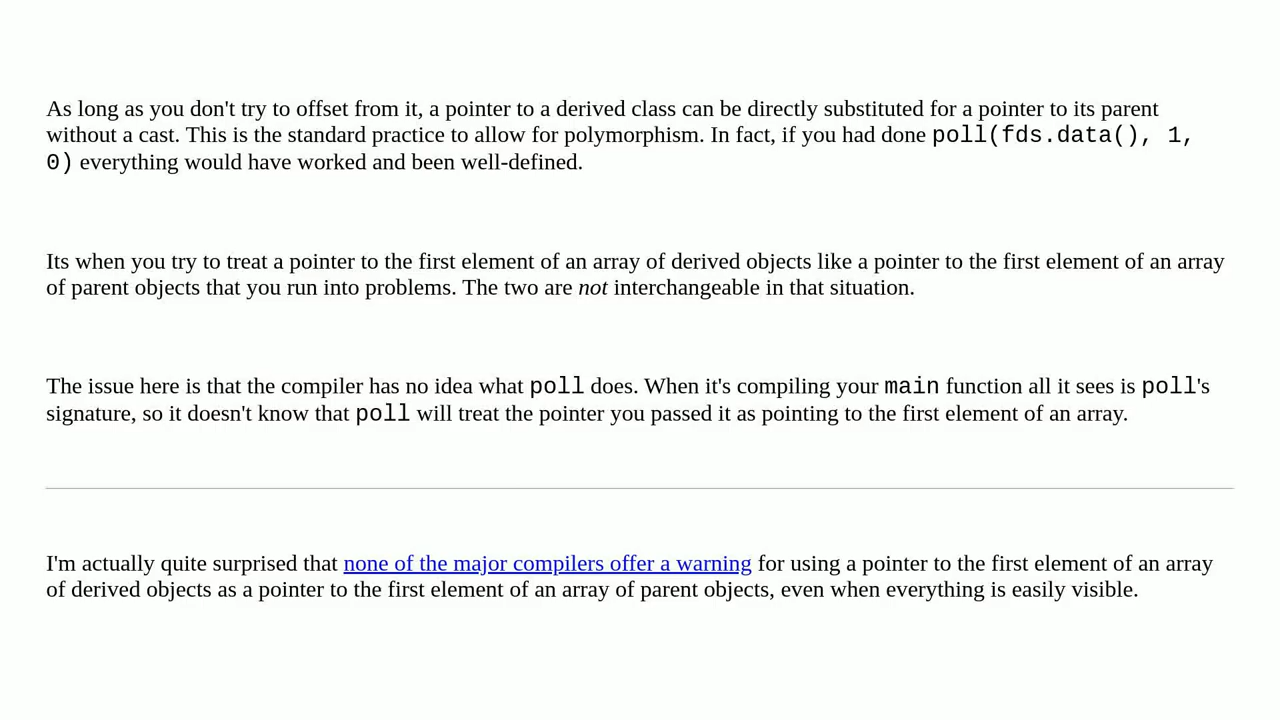 As long as you don't try to offset from it, a pointer to a derived class can be directly substituted for a pointer to its parent
without a cast. This is the standard practice to allow for polymorphism. In fact, if you had done poll(fds.data(), 1,
0) everything would have worked and been well-defined.
Its when you try to treat a pointer to the first element of an array of derived objects like a pointer to the first element of an array
of parent objects that you run into problems. The two are not interchangeable in that situation.
The issue here is that the compiler has no idea what poll does. When it's compiling your main function all it sees is poll's
signature, so it doesn't know that poll will treat the pointer you passed it as pointing to the first element of an array.
I'm actually quite surprised that none of the major compilers offer a warning for using a pointer to the first element of an array
of derived objects as a pointer to the first element of an array of parent objects, even when everything is easily visible.